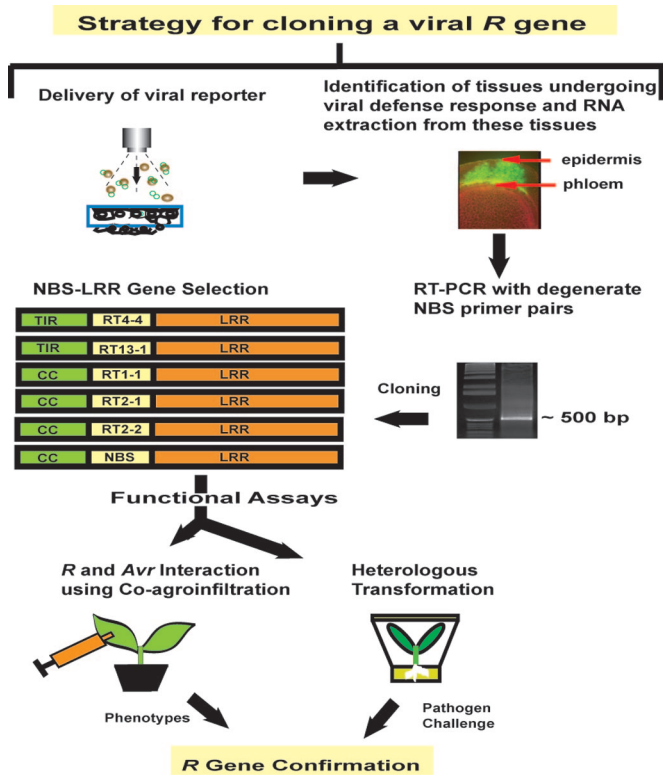 Strategy for cloning a viral R gene
Delivery of viral reporter
Identification of tissues undergoing
viral defense response and RNA
extraction from these tissues
epidermis
phloem
RT-PCR with degenerate
NBS primer pairs
NBS-LRR Gene Selection
TIR RT4-4 LRR
TIR RT13-1 LRR
CC RT1-1 LRR
CC RT2-1 LRR
CC RT2-2 LRR
CC NBS LRR
Cloning
~ 500 bp
Functional Assays
R and Avr Interaction
using Co-agroinfiltration
Heterologous
Transformation
Phenotypes
Pathogen
Challenge
R Gene Confirmation